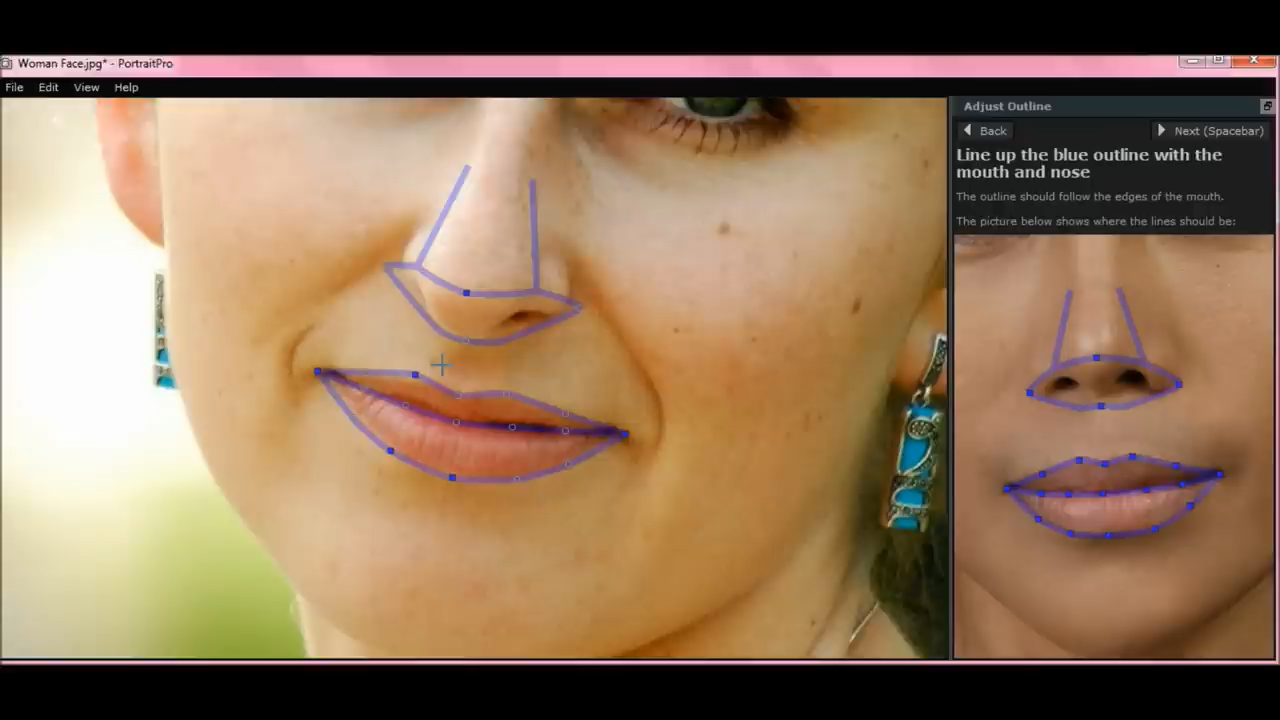 Woman Face.jpg* - PortraitPro
File Edit View Help
Adjust Outline
Back Next (Spacebar)
Line up the blue outline with the
mouth and nose
The outline should follow the edges of the mouth.
The picture below shows where the lines should be: